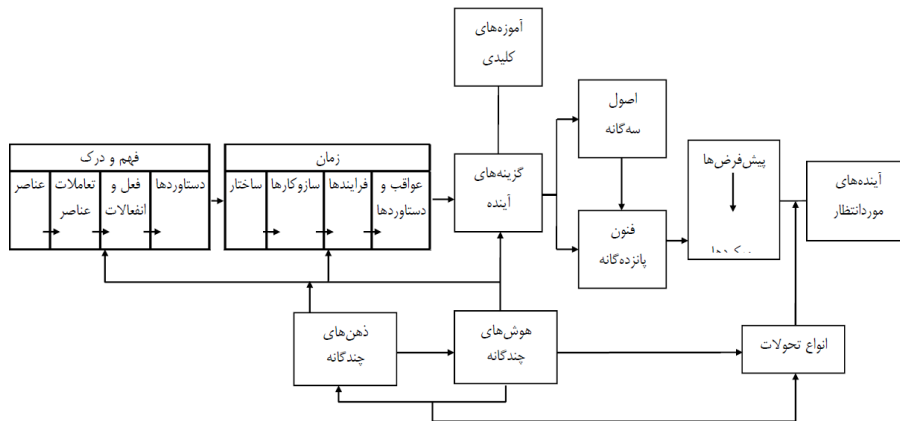 آموزه‌های
کلیدی
اصول
سه‌گانه
فهم و درک
عناصر
تعاملات
عناصر
فعل و
انفعالات
دستاوردها
زمان
ساختار
سازوکارها
فرایندها
عواقب و
دستاوردها
گزینه‌های
آینده
پیش‌فرض‌ها
آینده‌های
موردانتظار
فنون
پانزده‌گانه
ذهن‌های
چندگانه
هوش‌های
چندگانه
انواع تحولات